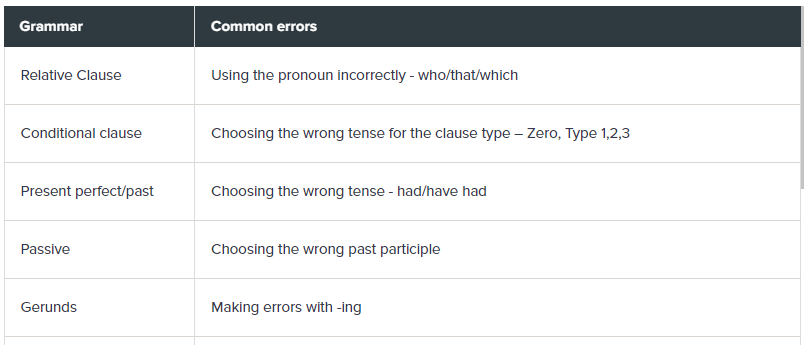 Grammar Common errors
Relative Clause Using the pronoun incorrectly - who/that/which
Conditional clause Choosing the wrong tense for the clause type – Zero, Type 1,2,3
Present perfect/past Choosing the wrong tense - had/have had
Passive Choosing the wrong past participle
Gerunds Making errors with -ing